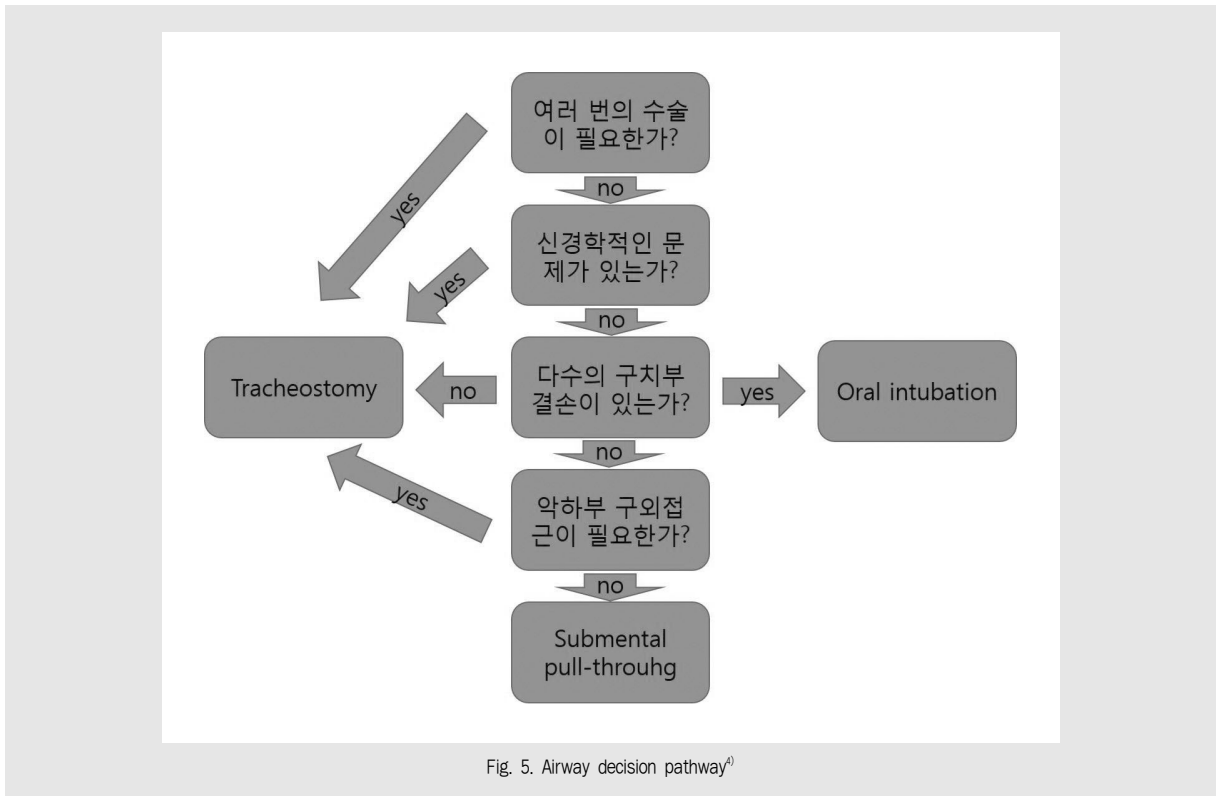 여러 번의 수술
이 필요한가?
yes
no
신경학적인 문
제가 있는가?
yes
no
Tracheostomy
no
다수의 구치부
결손이 있는가?
yes
Oral intubation
no
yes
악하부 구외접
근이 필요한가?
no
Submental
pull-throuhg
Fig. 5. Airway decision pathway⁴⁾